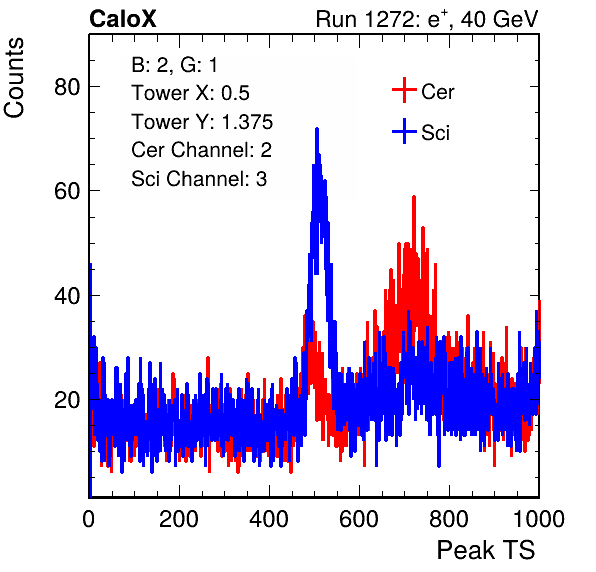 CaloX Run 1272: e⁺, 40 GeV
Counts
B: 2, G: 1
Tower X: 0.5
Tower Y: 1.375
Cer Channel: 2
Sci Channel: 3
Cer
Sci
80
60
40
20
0 200 400 600 800 1000
Peak TS